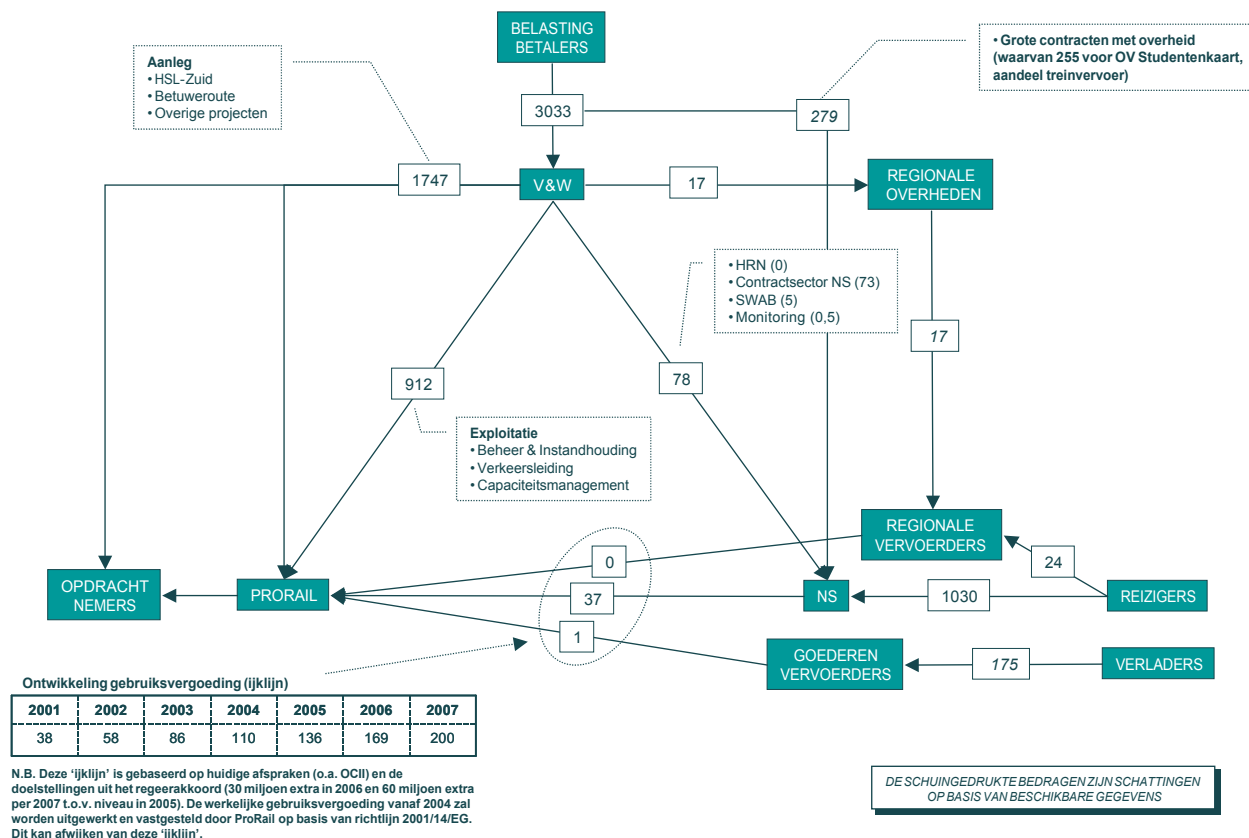 BELASTING
BETALERS
Aanleg
• HSL-Zuid
• Betuweroute
• Overige projecten
• Grote contracten met overheid
(waarvan 255 voor OV Studentenkaart,
aandeel treinvervoer)
3033
279
1747
V&W
17
REGIONALE
OVERHEDEN
• HRN (0)
• Contractsector NS (73)
• SWAB (5)
• Monitoring (0,5)
17
912
78
Exploitatie
• Beheer & Instandhouding
• Verkeersleiding
• Capaciteitsmanagement
REGIONALE
VERVOERDERS
0
24
OPDRACHT
NEMERS
PRORAIL
37
NS
1030
REIZIGERS
1
GOEDEREN
VERVOERDERS
175
VERLADERS
Ontwikkeling gebruiksvergoeding (ijklijn)
2001 2002 2003 2004 2005 2006 2007
38 58 86 110 136 169 200
N.B. Deze ‘ijklijn’ is gebaseerd op huidige afspraken (o.a. OCII) en de
doelstellingen uit het regeerakkoord (30 miljoen extra in 2006 en 60 miljoen extra
per 2007 t.o.v. niveau in 2005). De werkelijke gebruiksvergoeding vanaf 2004 zal
worden uitgewerkt en vastgesteld door ProRail op basis van richtlijn 2001/14/EG.
Dit kan afwijken van deze ‘ijklijn’.
DE SCHUINGEDRUKTE BEDRAGEN ZIJN SCHATTINGEN
OP BASIS VAN BESCHIKBARE GEGEVENS